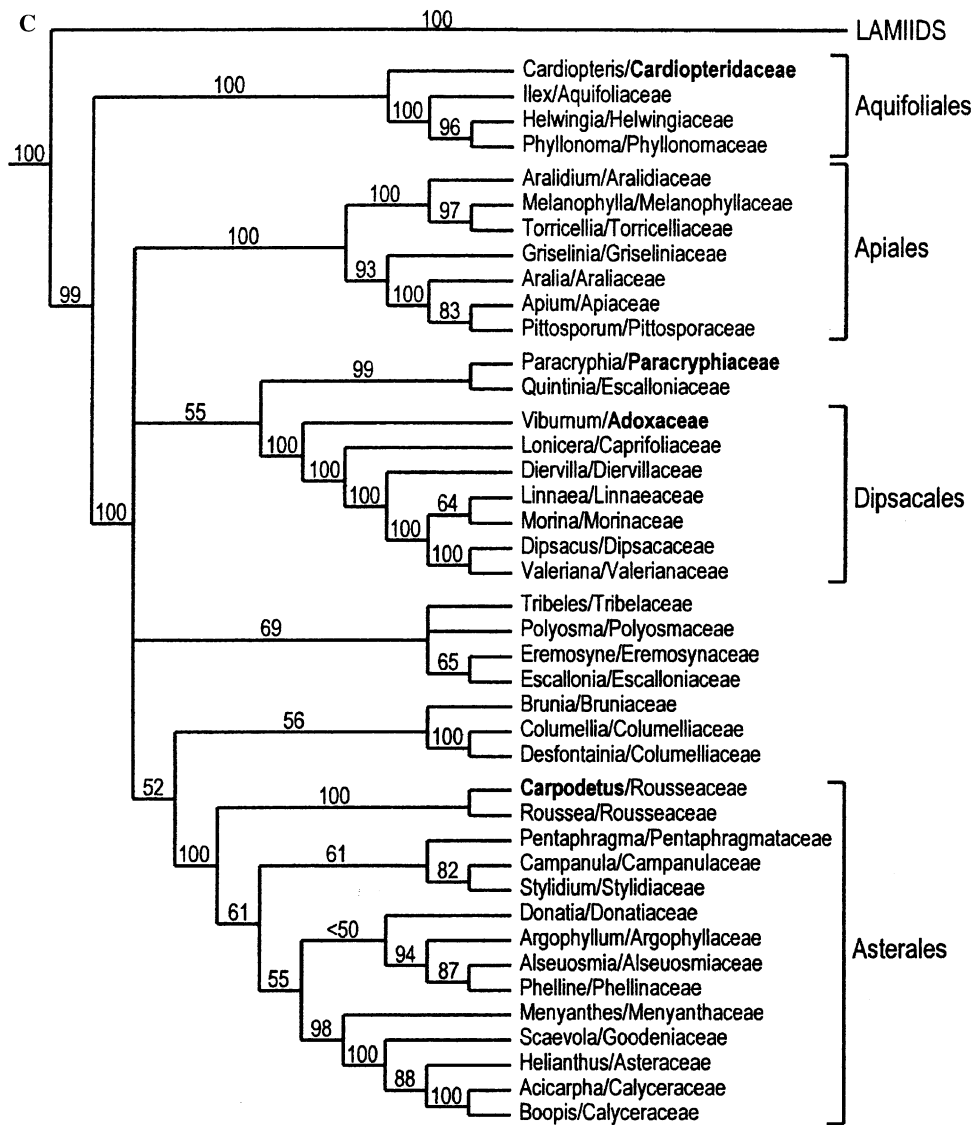 C
100
LAMIIDS
Cardiopteris/Cardiopteridaceae
100
Ilex/Aquifoliaceae
100
Aquifoliales
Helwingia/Helwingiaceae
96
Phyllonoma/Phyllonomaceae
100
Aralidium/Aralidiaceae
100
Melanophylla/Melanophyllaceae
97
Torricellia/Torricelliaceae
100
Apiales
Griselinia/Griseliniaceae
93
Aralia/Araliaceae
100
99
Apium/Apiaceae
83
Pittosporum/Pittosporaceae
Paracryphia/Paracryphiaceae
99
Quintinia/Escalloniaceae
55
Viburnum/Adoxaceae
100
Lonicera/Caprifoliaceae
100
Diervilla/Diervillaceae
100
Linnaea/Linnaeaceae
64
Dipsacales
Morina/Morinaceae
100
100
Dipsacus/Dipsacaceae
100
Valeriana/Valerianaceae
Tribeles/Tribelaceae
69
Polyosma/Polyosmaceae
Eremosyne/Eremosynaceae
65
Escallonia/Escalloniaceae
Brunia/Bruniaceae
56
Columellia/Columelliaceae
100
Desfontainia/Columelliaceae
52
Carpodetus/Rousseaceae
100
Roussea/Rousseaceae
Pentaphragma/Pentaphragmataceae
100
61
Campanula/Campanulaceae
82
Stylidium/Stylidiaceae
61
Donatia/Donatiaceae
<50
Argophyllum/Argophyllaceae
94
Asterales
Alseuosmia/Alseuosmiaceae
87
55
Phelline/Phellinaceae
Menyanthes/Menyanthaceae
98
Scaevola/Goodeniaceae
100
Helianthus/Asteraceae
88
Acicarpha/Calyceraceae
100
Boopis/Calyceraceae